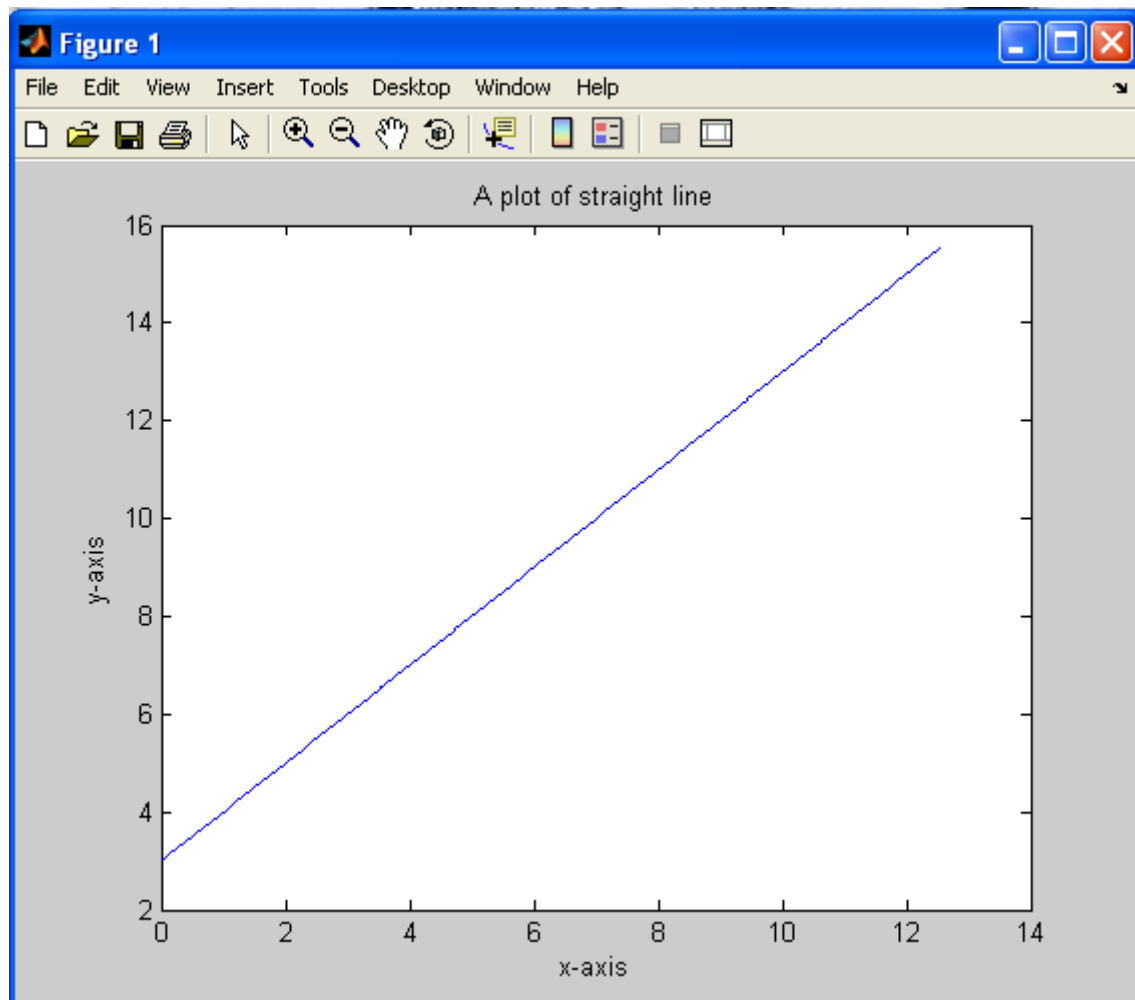 Figure 1
File Edit View Insert Tools Desktop Window Help
A plot of straight line
16
14
12
10
8
6
4
2
y-axis
0 2 4 6 8 10 12 14
x-axis